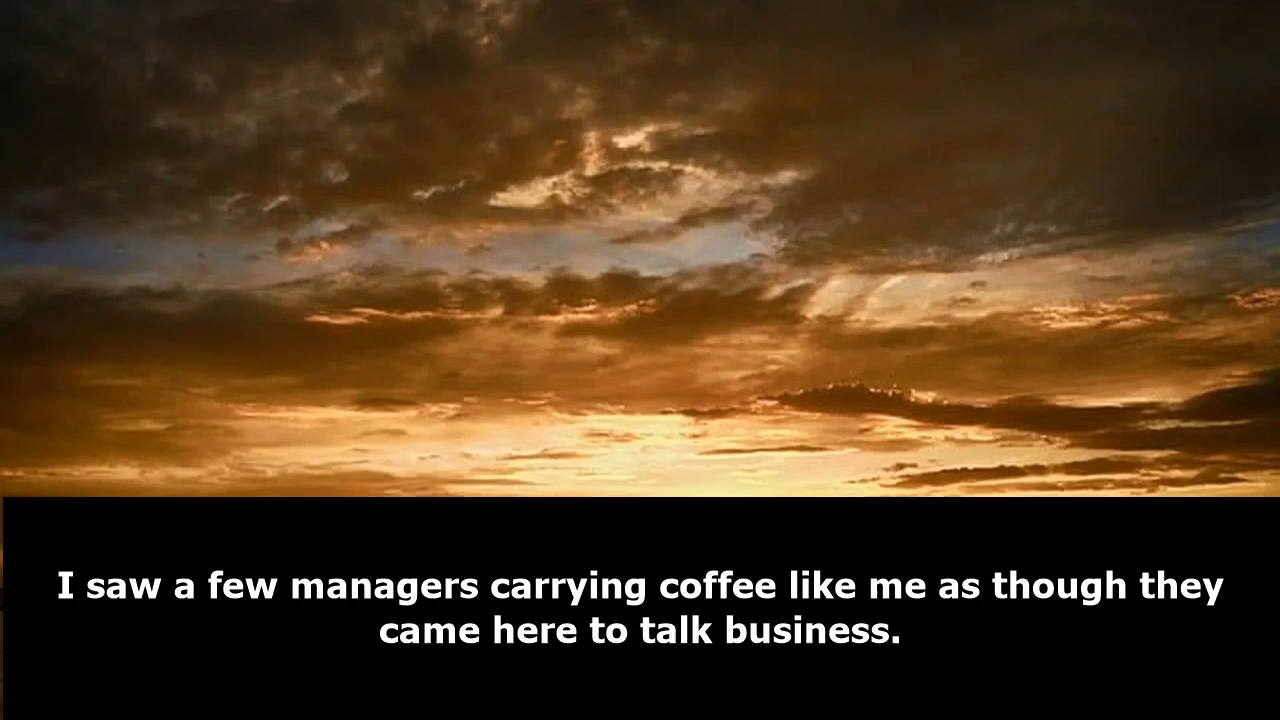 I saw a few managers carrying coffee like me as though they
came here to talk business.